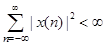 ∑_{n=-∞}^{∞} | x(n) |² < ∞